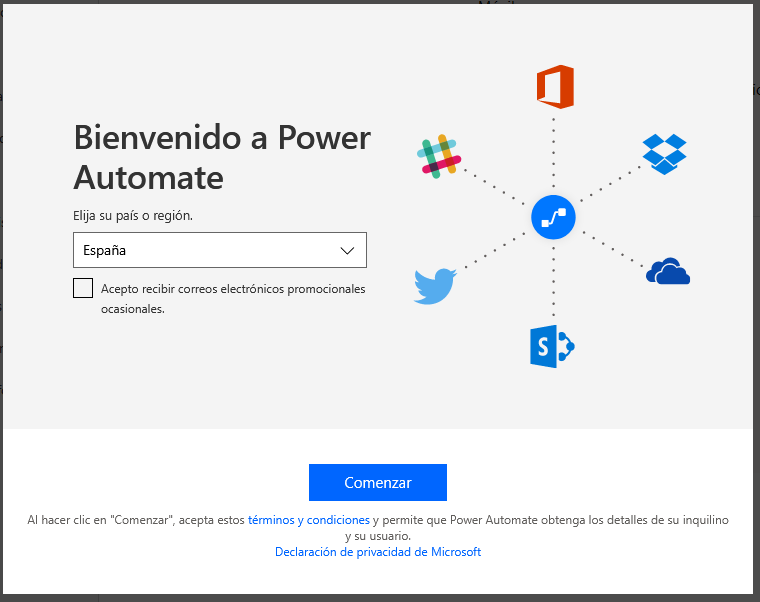 Bienvenido a Power
Automate
Elija su país o región.
España
Acepto recibir correos electrónicos promocionales
ocasionales.
S
Comenzar
Al hacer clic en "Comenzar", acepta estos términos y condiciones y permite que Power Automate obtenga los detalles de su inquilino
y su usuario.
Declaración de privacidad de Microsoft